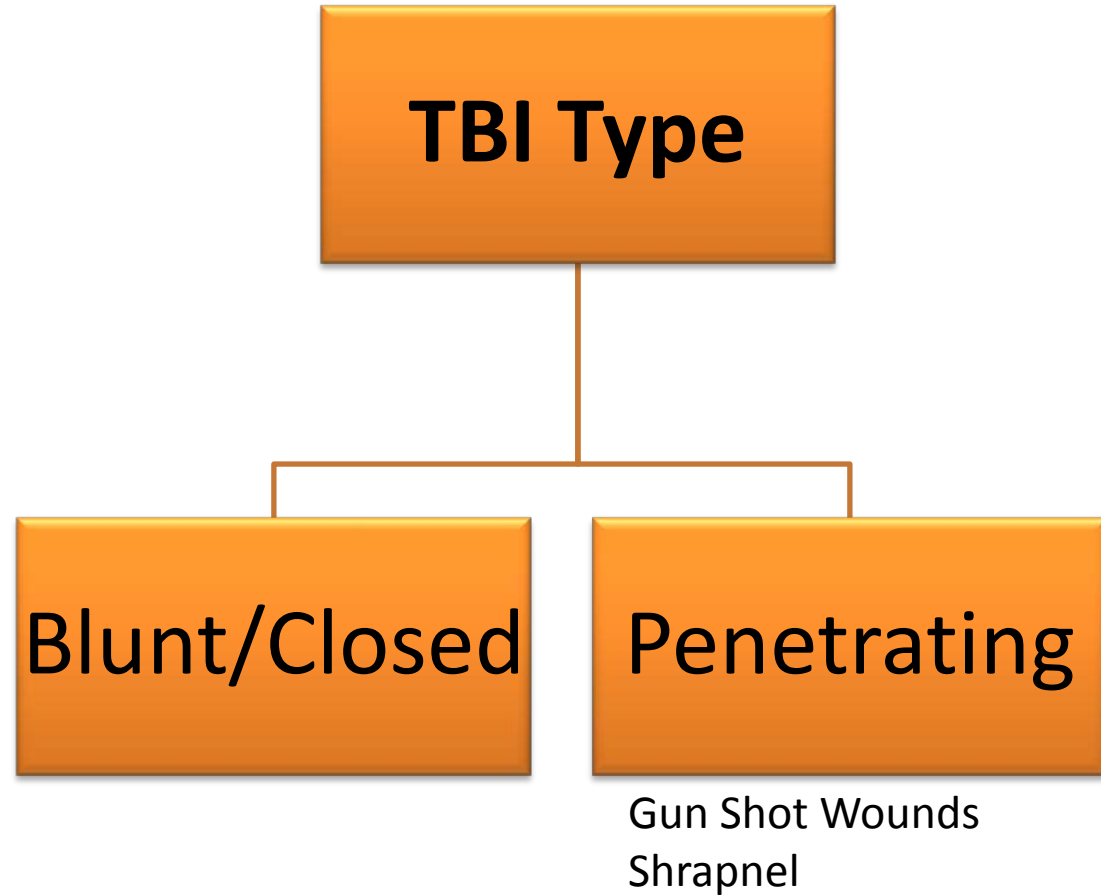 TBI Type
Blunt/Closed
Penetrating
Gun Shot Wounds
Shrapnel